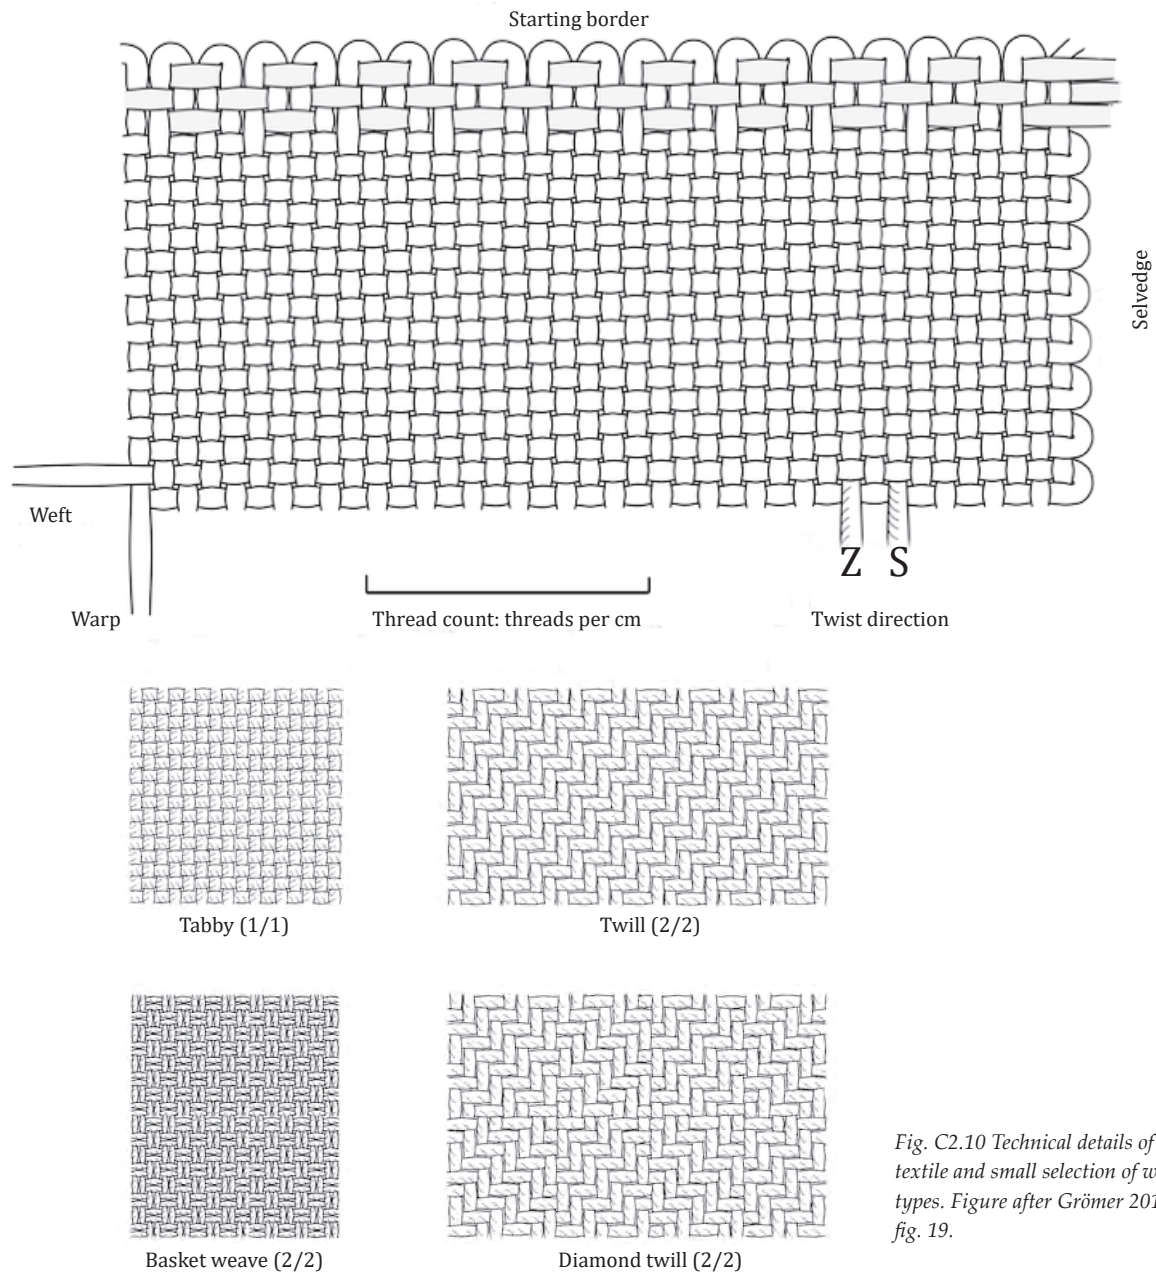 Starting border
Selvedge
Weft
Z S
Warp
Thread count: threads per cm
Twist direction
Tabby (1/1)
Twill (2/2)
Basket weave (2/2)
Diamond twill (2/2)
Fig. C2.10 Technical details of
textile and small selection of
types. Figure after Grömer
fig. 19.